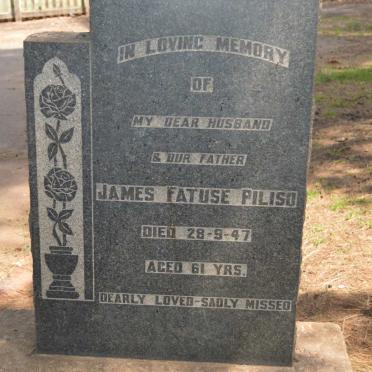 IN LOVING MEMORY
OF
MY DEAR HUSBAND
& OUR FATHER
JAMES FATUSE PILISO
DIED 28-9-47
AGED 61 YRS.
DEARLY LOVED-SADLY MISSED